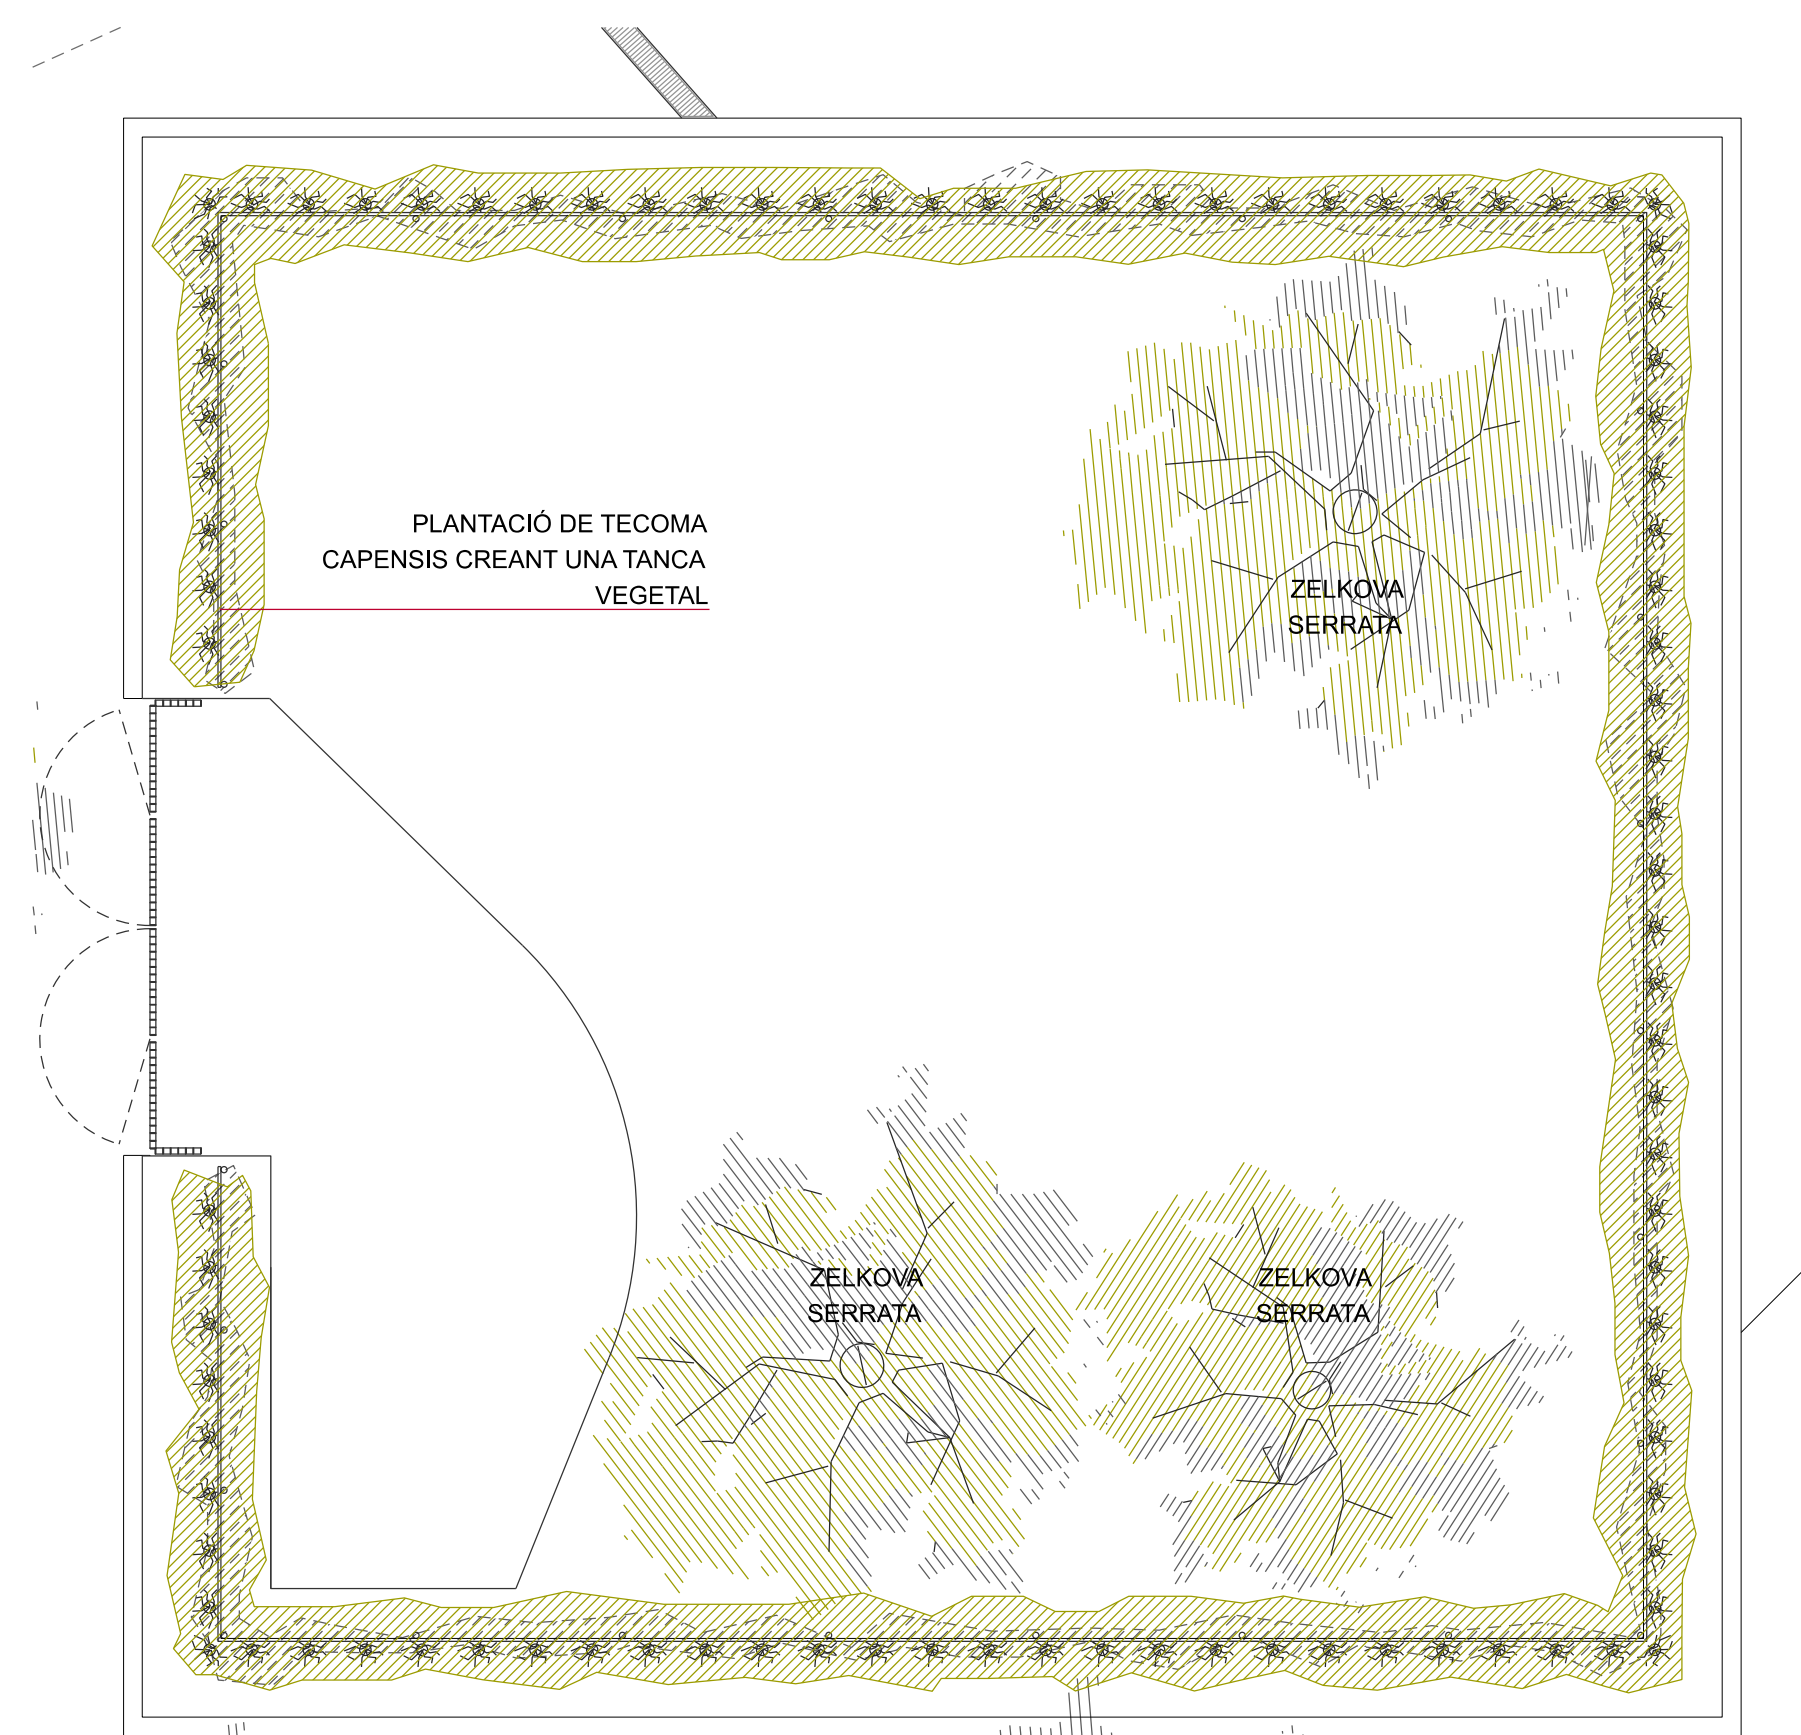 PLANTACIÓ DE TECOMA
CAPENSIS CREANT UNA TANCA
VEGETAL
ZELKOVA
SERRATA
ZELKOVA
SERRATA
ZELKOVA
SERRATA